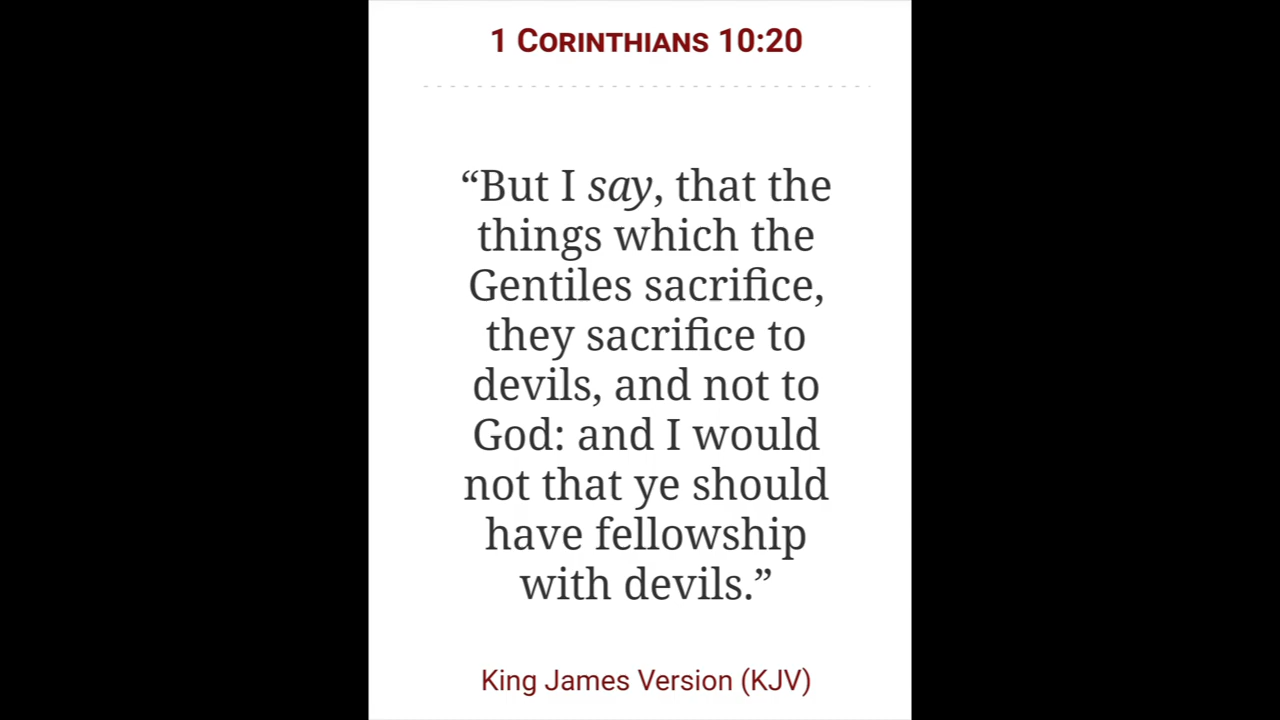 1 Corinthians 10:20
“But I say, that the
things which the
Gentiles sacrifice,
they sacrifice to
devils, and not to
God: and I would
not that ye should
have fellowship
with devils.”
King James Version (KJV)